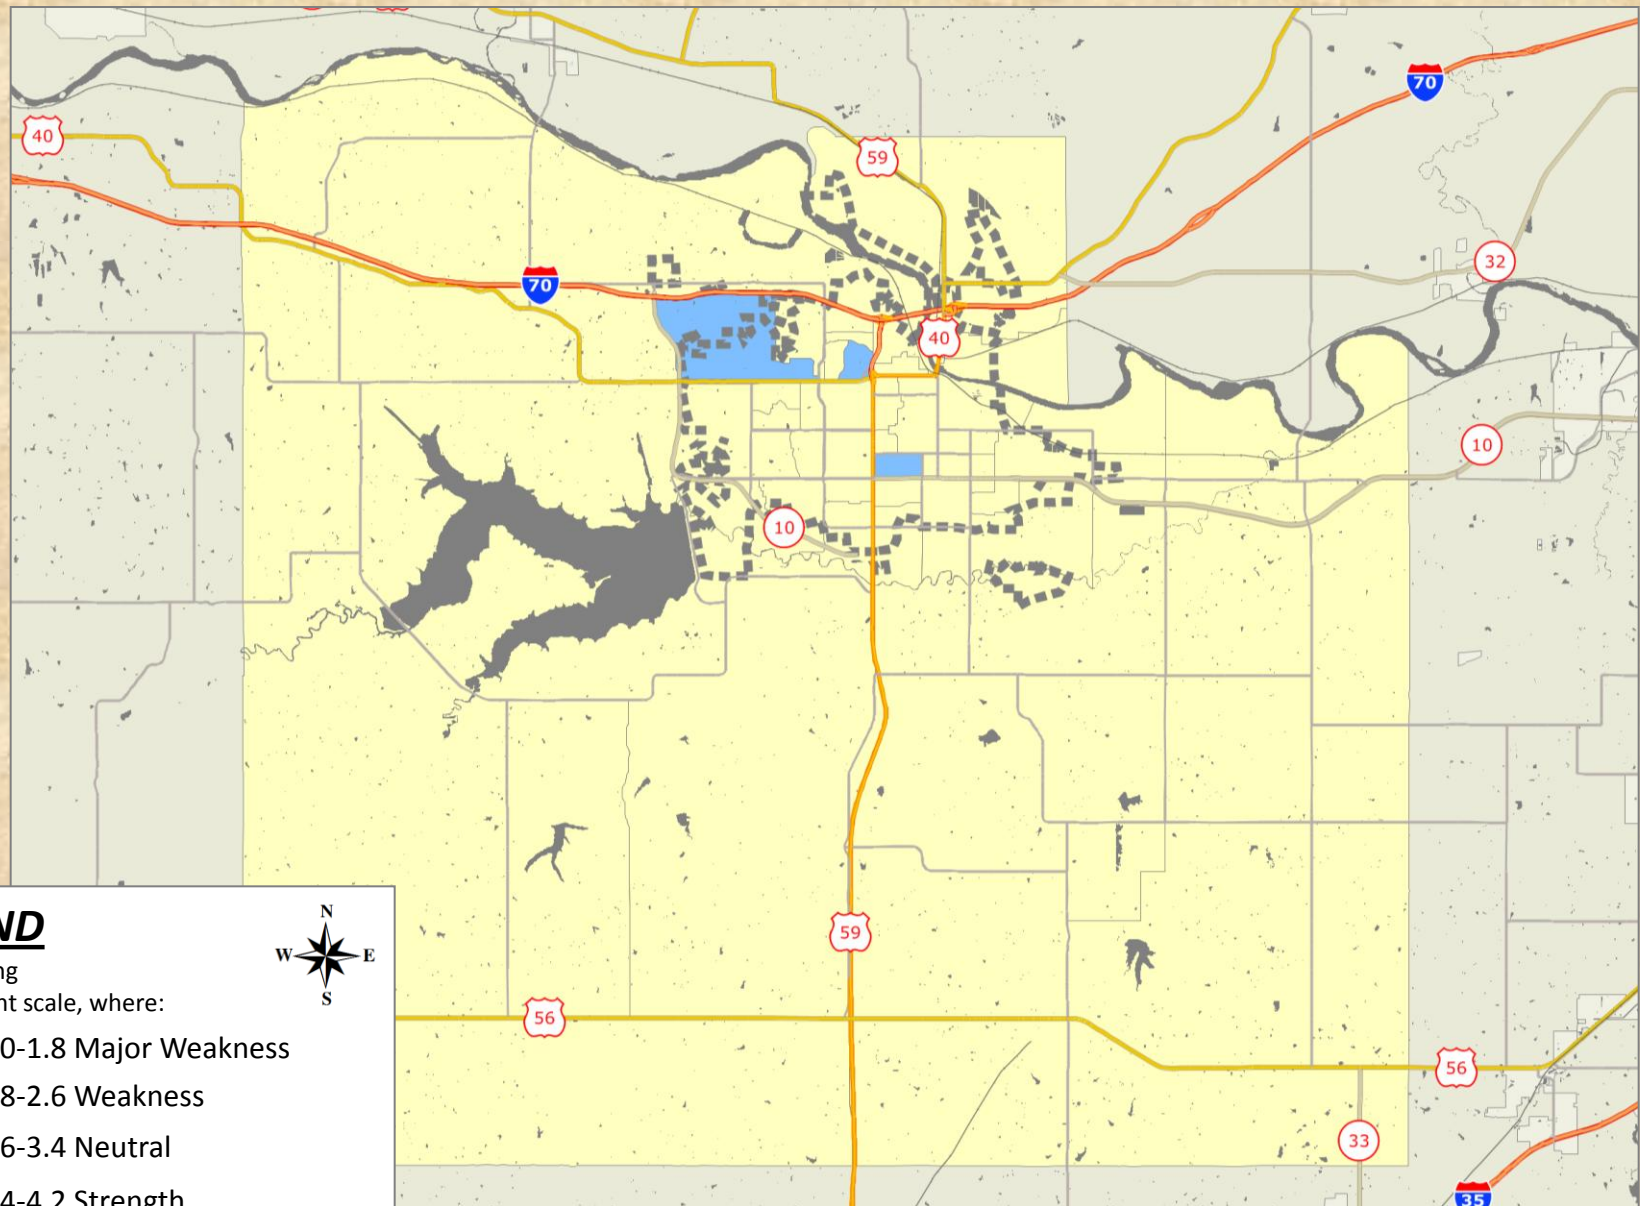 70
40
59
32
70
40
10
10
59
56
56
33
35
ND
N
W E
S
ng
nt scale, where:
0-1.8 Major Weakness
8-2.6 Weakness
6-3.4 Neutral
4-4.2 Strength